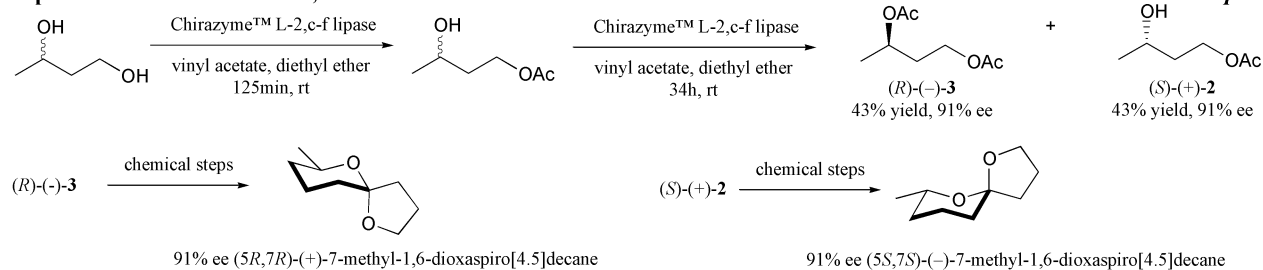 OH
OH
Chirazyme™ L-2,c-f lipase
vinyl acetate, diethyl ether
125min, rt
OH
OAc
Chirazyme™ L-2,c-f lipase
vinyl acetate, diethyl ether
34h, rt
OAc
OAc
(R)-(–)-3
43% yield, 91% ee
+
OH
OAc
(S)-(+)-2
43% yield, 91% ee
(R)-(-)-3
chemical steps
O
O
91% ee (5R,7R)-(+)-7-methyl-1,6-dioxaspiro[4.5]decane
(S)-(+)-2
chemical steps
O
O
91% ee (5S,7S)-(–)-7-methyl-1,6-dioxaspiro[4.5]decane